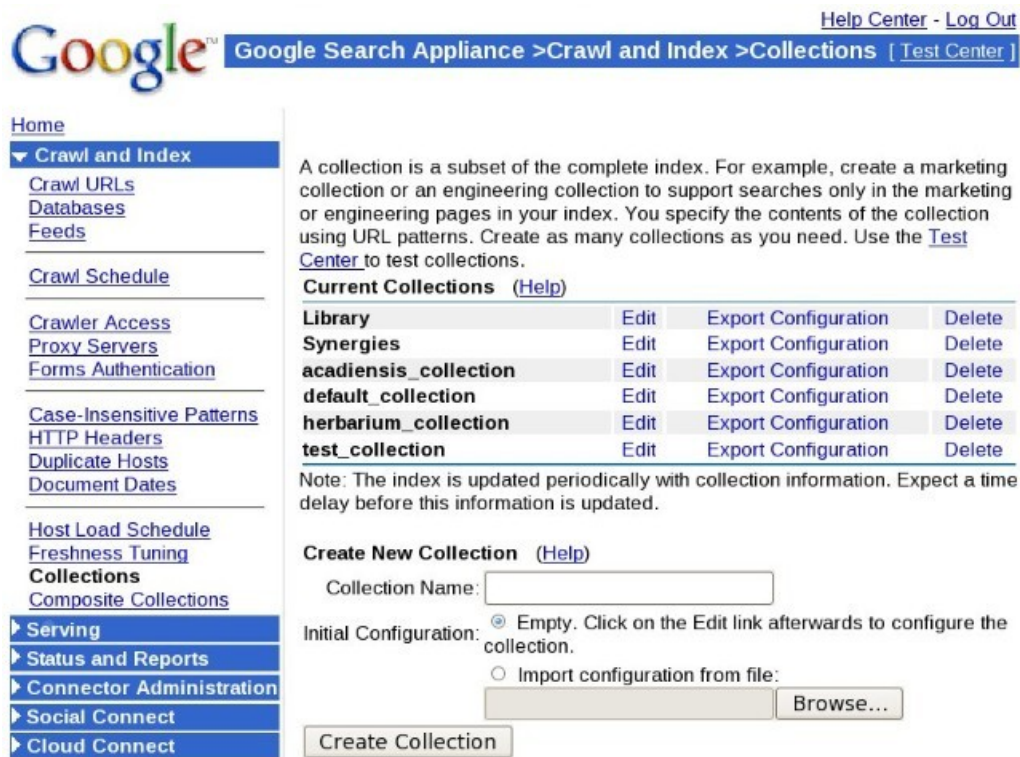 Help Center - Log Out
Google™
Google Search Appliance >Crawl and Index >Collections [ Test Center ]
Home
Crawl and Index
Crawl URLs
Databases
Feeds
Crawl Schedule
Crawler Access
Proxy Servers
Forms Authentication
Case-Insensitive Patterns
HTTP Headers
Duplicate Hosts
Document Dates
Host Load Schedule
Freshness Tuning
Collections
Composite Collections
Serving
Status and Reports
Connector Administration
Social Connect
Cloud Connect
A collection is a subset of the complete index. For example, create a marketing
collection or an engineering collection to support searches only in the marketing
or engineering pages in your index. You specify the contents of the collection
using URL patterns. Create as many collections as you need. Use the Test
Center to test collections.
Current Collections (Help)
Library Edit Export Configuration Delete
Synergies Edit Export Configuration Delete
acadiensis_collection Edit Export Configuration Delete
default_collection Edit Export Configuration Delete
herbarium_collection Edit Export Configuration Delete
test_collection Edit Export Configuration Delete
Note: The index is updated periodically with collection information. Expect a time
delay before this information is updated.
Create New Collection (Help)
Collection Name:
Initial Configuration: Empty. Click on the Edit link afterwards to configure the
collection.
Import configuration from file:
Browse...
Create Collection